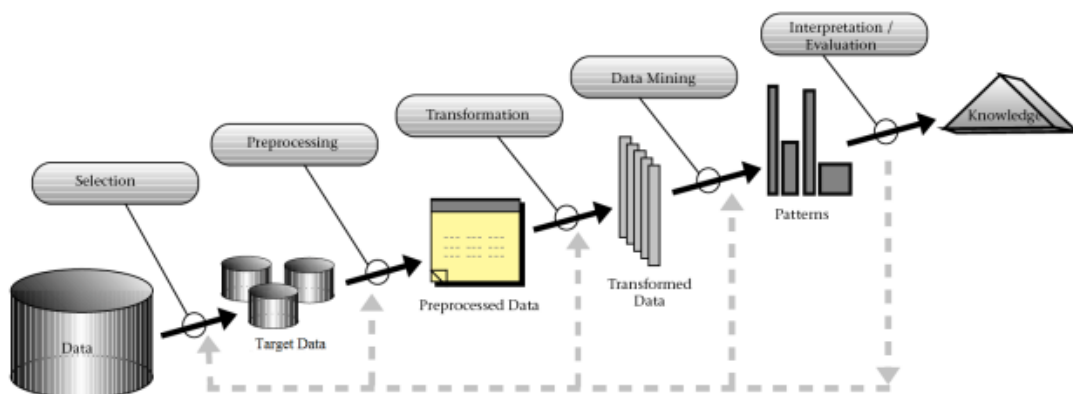 Interpretation /
Evaluation
Data Mining
Knowledge
Transformation
Preprocessing
Patterns
Selection
Transformed
Data
Preprocessed Data
Target Data
Data